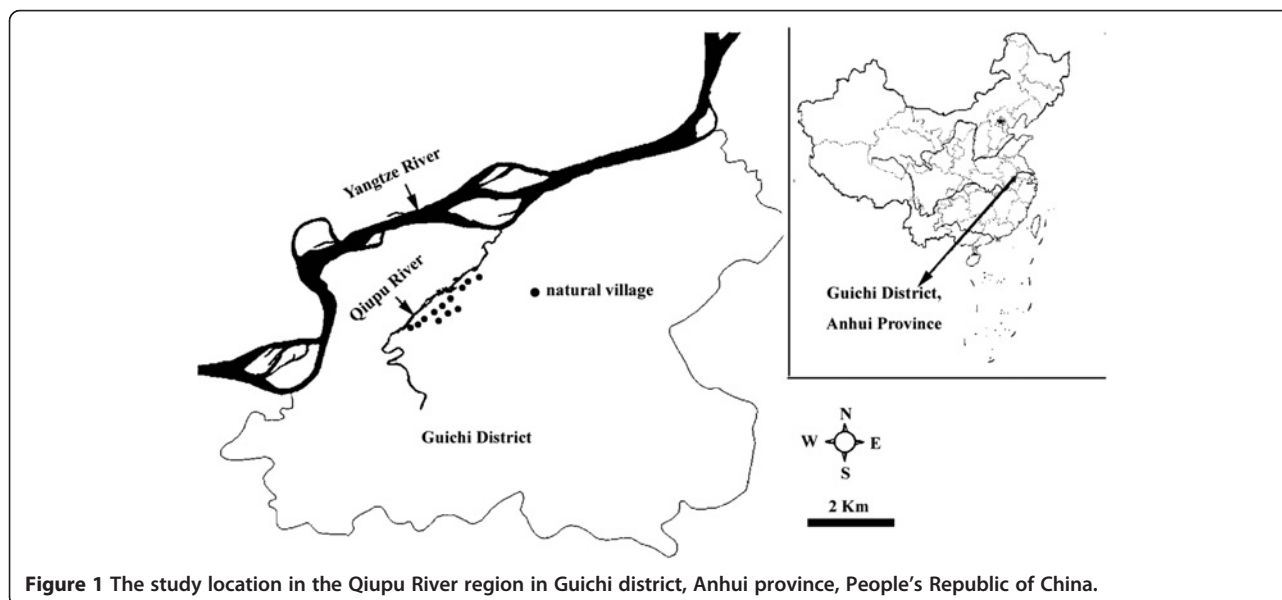 Yangtze River
Qiupu River
natural village
Guichi District
Guichi District,
Anhui Province
N
W E
S
2 Km
Figure 1 The study location in the Qiupu River region in Guichi district, Anhui province, People's Republic of China.